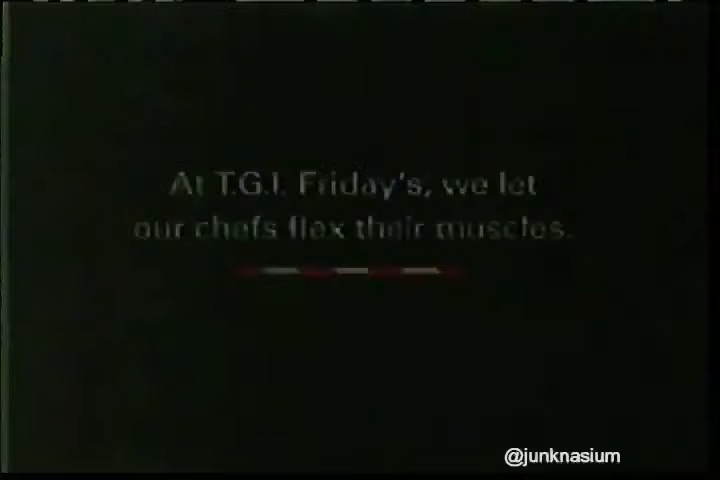 At T.G.I. Friday's, we let
our chefs flex their muscles.
@junknasium